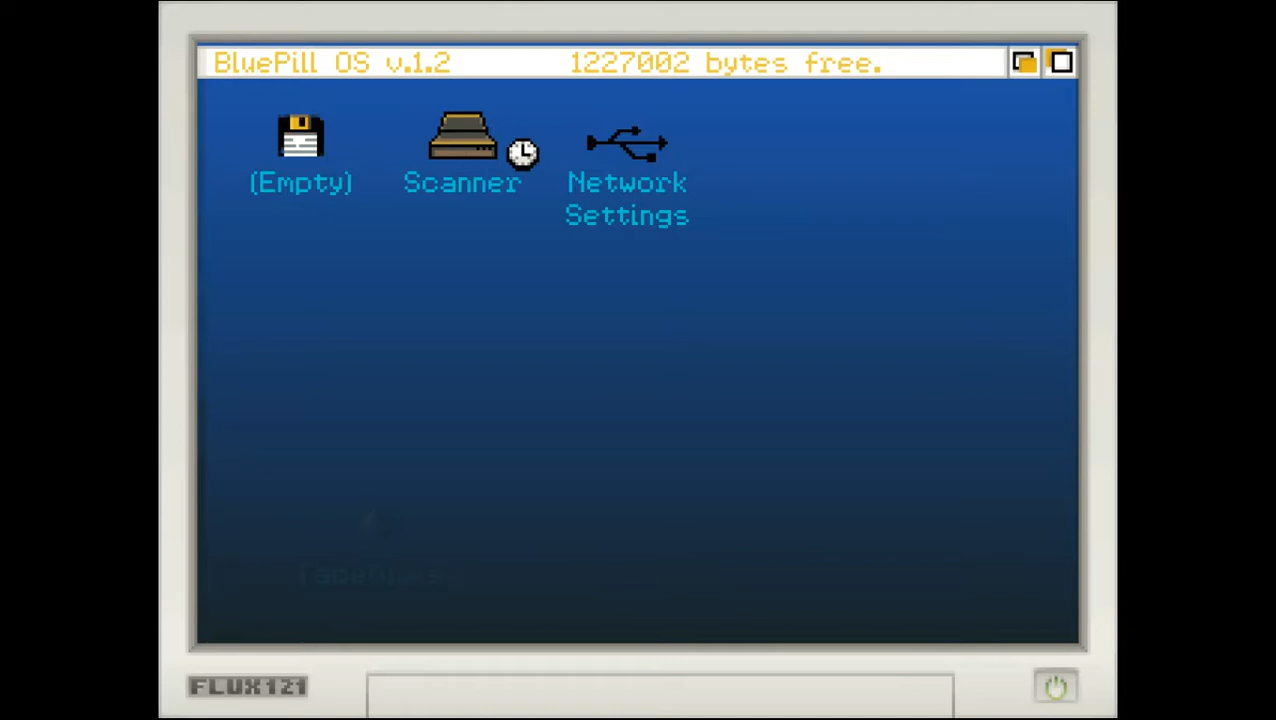 BluePill OS v.1.2 1227002 bytes free.
(Empty) Scanner Network
Settings
FLUX121